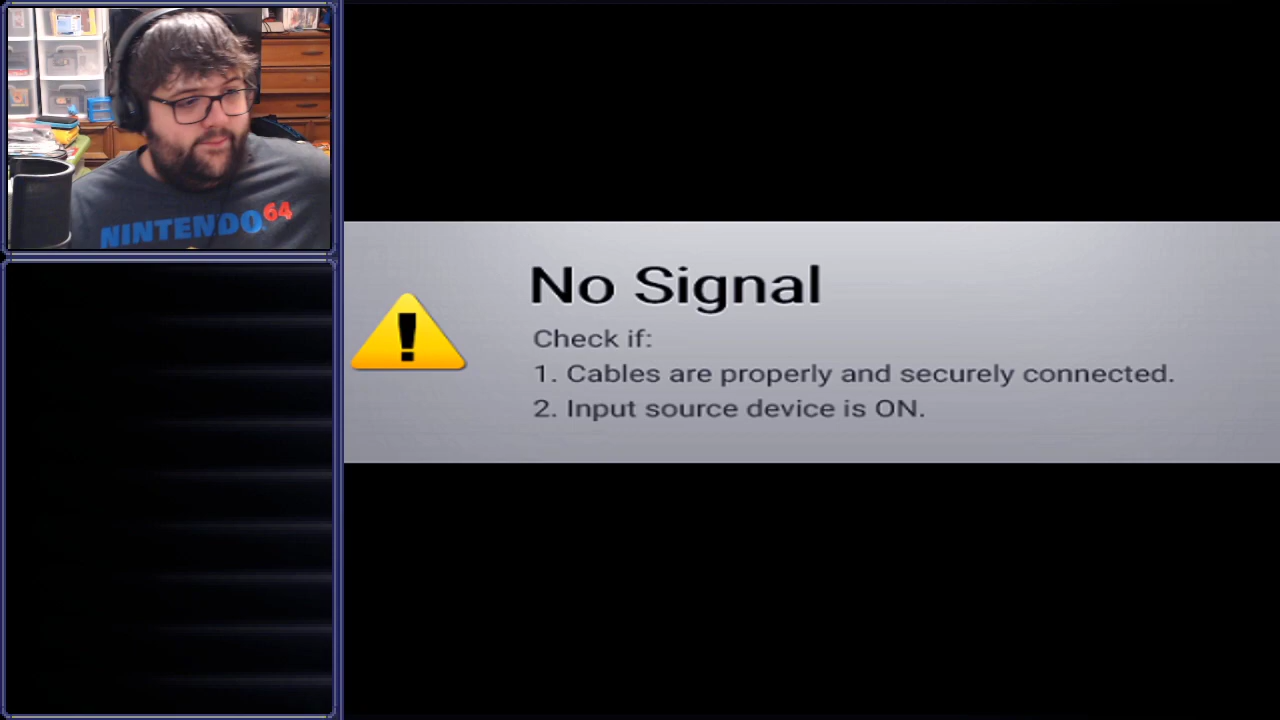 NINTENDO64
No Signal
Check if:
1. Cables are properly and securely connected.
2. Input source device is ON.